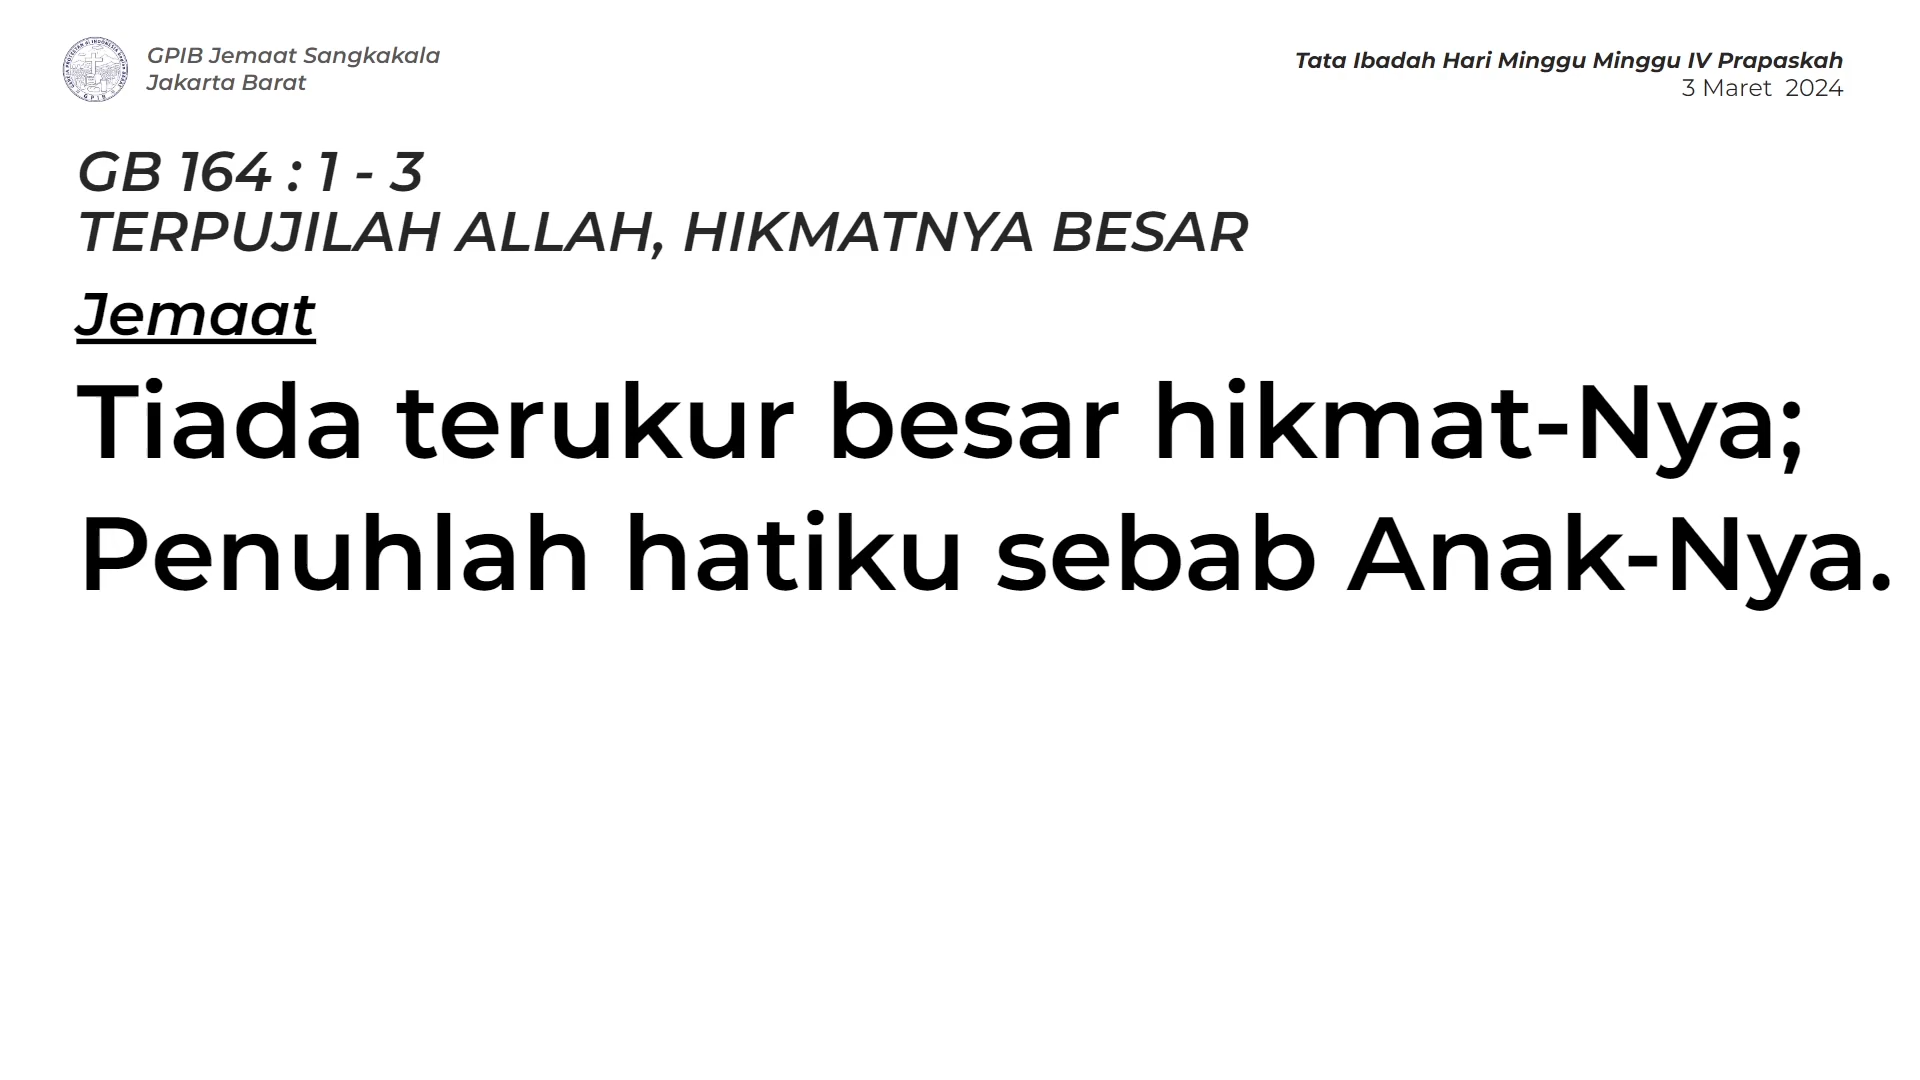 GPIB Jemaat Sangkakala
Jakarta Barat
Tata Ibadah Hari Minggu Minggu IV Prapaskah
3 Maret 2024
GB 164 : 1 - 3
TERPUJILAH ALLAH, HIKMATNYA BESAR
Jemaat
Tiada terukur besar hikmat-Nya;
Penuhlah hatiku sebab Anak-Nya.